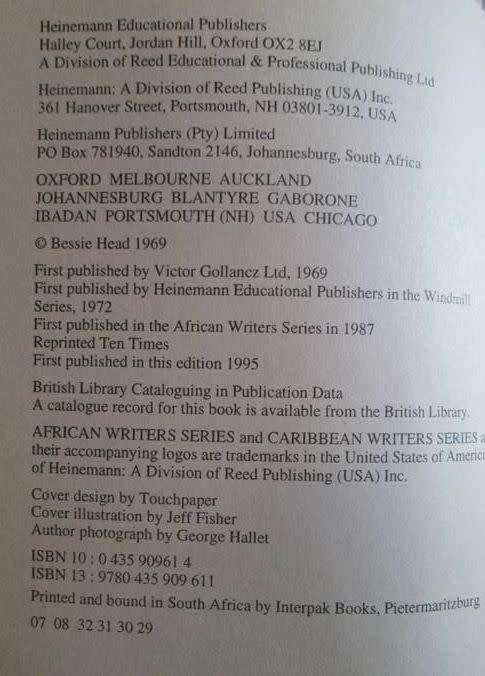 Heinemann Educational Publishers
Halley Court, Jordan Hill, Oxford OX2 8EJ
A Division of Reed Educational & Professional Publishing Ltd
Heinemann: A Division of Reed Publishing (USA) Inc.
361 Hanover Street, Portsmouth, NH 03801-3912, USA
Heinemann Publishers (Pty) Limited
PO Box 781940, Sandton 2146, Johannesburg, South Africa
OXFORD MELBOURNE AUCKLAND
JOHANNESBURG BLANTYRE GABORONE
IBADAN PORTSMOUTH (NH) USA CHICAGO
© Bessie Head 1969
First published by Victor Gollancz Ltd, 1969
First published by Heinemann Educational Publishers in the Windmill
Series, 1972
First published in the African Writers Series in 1987
Reprinted Ten Times
First published in this edition 1995
British Library Cataloguing in Publication Data
A catalogue record for this book is available from the British Library.
AFRICAN WRITERS SERIES and CARIBBEAN WRITERS SERIES a
their accompanying logos are trademarks in the United States of America
of Heinemann: A Division of Reed Publishing (USA) Inc.
Cover design by Touchpaper
Cover illustration by Jeff Fisher
Author photograph by George Hallet
ISBN 10 : 0 435 90961 4
ISBN 13 : 9780 435 909 611
Printed and bound in South Africa by Interpak Books, Pietermaritzburg
07 08 32 31 30 29